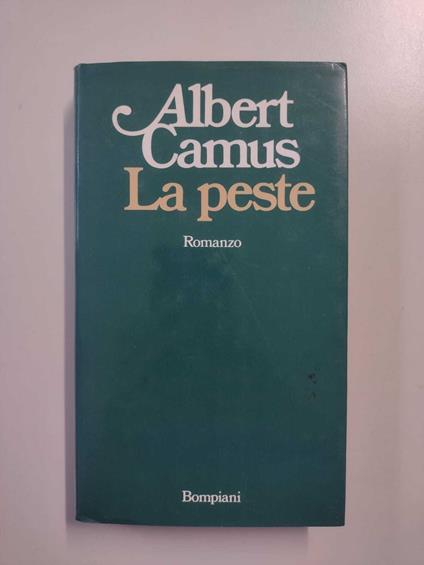 Albert
Camus
La peste
Romanzo
Bompiani